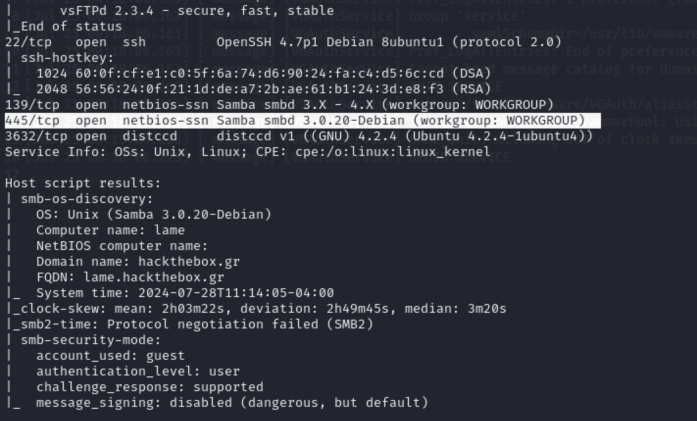 |      vsFTPd 2.3.4 - secure, fast, stable
|_End of status
22/tcp   open  ssh         OpenSSH 4.7p1 Debian 8ubuntu1 (protocol 2.0)
| ssh-hostkey:
|   1024 60:0f:cf:e1:c0:5f:6a:74:d6:90:24:fa:c4:d5:6c:cd (DSA)
|_  2048 56:56:24:0f:21:1d:de:a7:2b:ae:61:b1:24:3d:e8:f3 (RSA)
139/tcp  open  netbios-ssn Samba smbd 3.X - 4.X (workgroup: WORKGROUP)
445/tcp  open  netbios-ssn Samba smbd 3.0.20-Debian (workgroup: WORKGROUP)
3632/tcp open  distccd     distccd v1 ((GNU) 4.2.4 (Ubuntu 4.2.4-1ubuntu4))
Service Info: OSs: Unix, Linux; CPE: cpe:/o:linux:linux_kernel

Host script results:
| smb-os-discovery:
|   OS: Unix (Samba 3.0.20-Debian)
|   Computer name: lame
|   NetBIOS computer name:
|   Domain name: hackthebox.gr
|   FQDN: lame.hackthebox.gr
|_  System time: 2024-07-28T11:14:05-04:00
|_clock-skew: mean: 2h03m22s, deviation: 2h49m45s, median: 3m20s
|_smb2-time: Protocol negotiation failed (SMB2)
| smb-security-mode:
|   account_used: guest
|   authentication_level: user
|   challenge_response: supported
|_  message_signing: disabled (dangerous, but default)